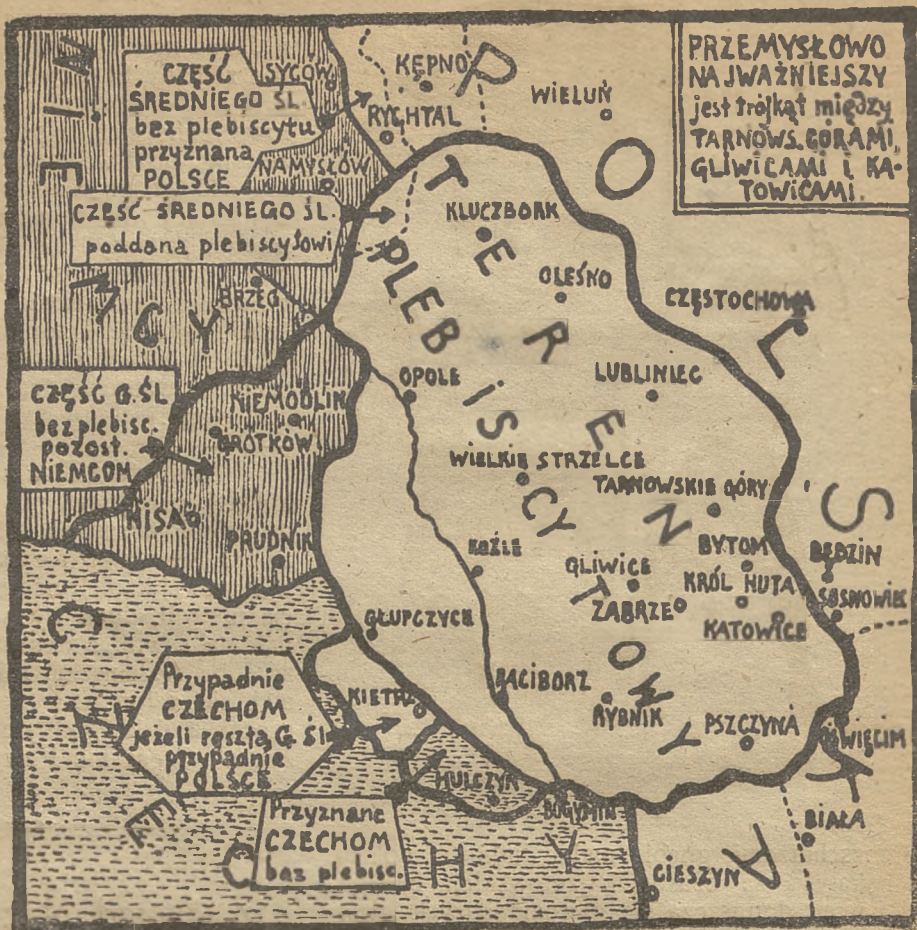 NIEMCY
CZĘŚĆ
ŚREDNIEGO ŚL.
bez plebiscytu
przyznana
POLSCE
SYCÓW
KĘPNO
RYCHTAL
WIELUŃ
NAMYSŁÓW
PRZEMYSŁOWO
NAJWAŻNIEJSZY
jest trójkąt między
TARNOWS. GÓRAMI,
GLIWICAMI I KA-
TOWICAMI.
POLSKA
CZĘŚĆ ŚREDNIEGO ŚL.
poddana plebiscytowi
TEREN
PLEBISCYTOWY
KLUCZBORK
OLEŚNO
BRZEG
CZĘSTOCHOWA
CZĘŚĆ G.ŚL
bez plebisc.
pozost.
NIEMCOM
NIEMODLIN
GROTKÓW
OPOLE
LUBLINIEC
WIELKIE STRZELCE
TARNOWSKIE GÓRY
NISA
PRUDNIK
KOŹLE
GLIWICE
BYTOM
BĘDZIN
KRÓL HUTA
ZABRZE
SOSNOWIEC
KATOWICE
GŁUPCZYCE
CZECHY
Przypadnie
CZECHOM
jeżeli reszta G. Śl
przypadnie
POLSCE
KIETRZ
RACIBORZ
RYBNIK
PSZCZYNA
OŚWIĘCIM
HULCZYN
BOGUMIN
Przyznane
CZECHOM
bez plebisc.
BIAŁA
CIESZYN